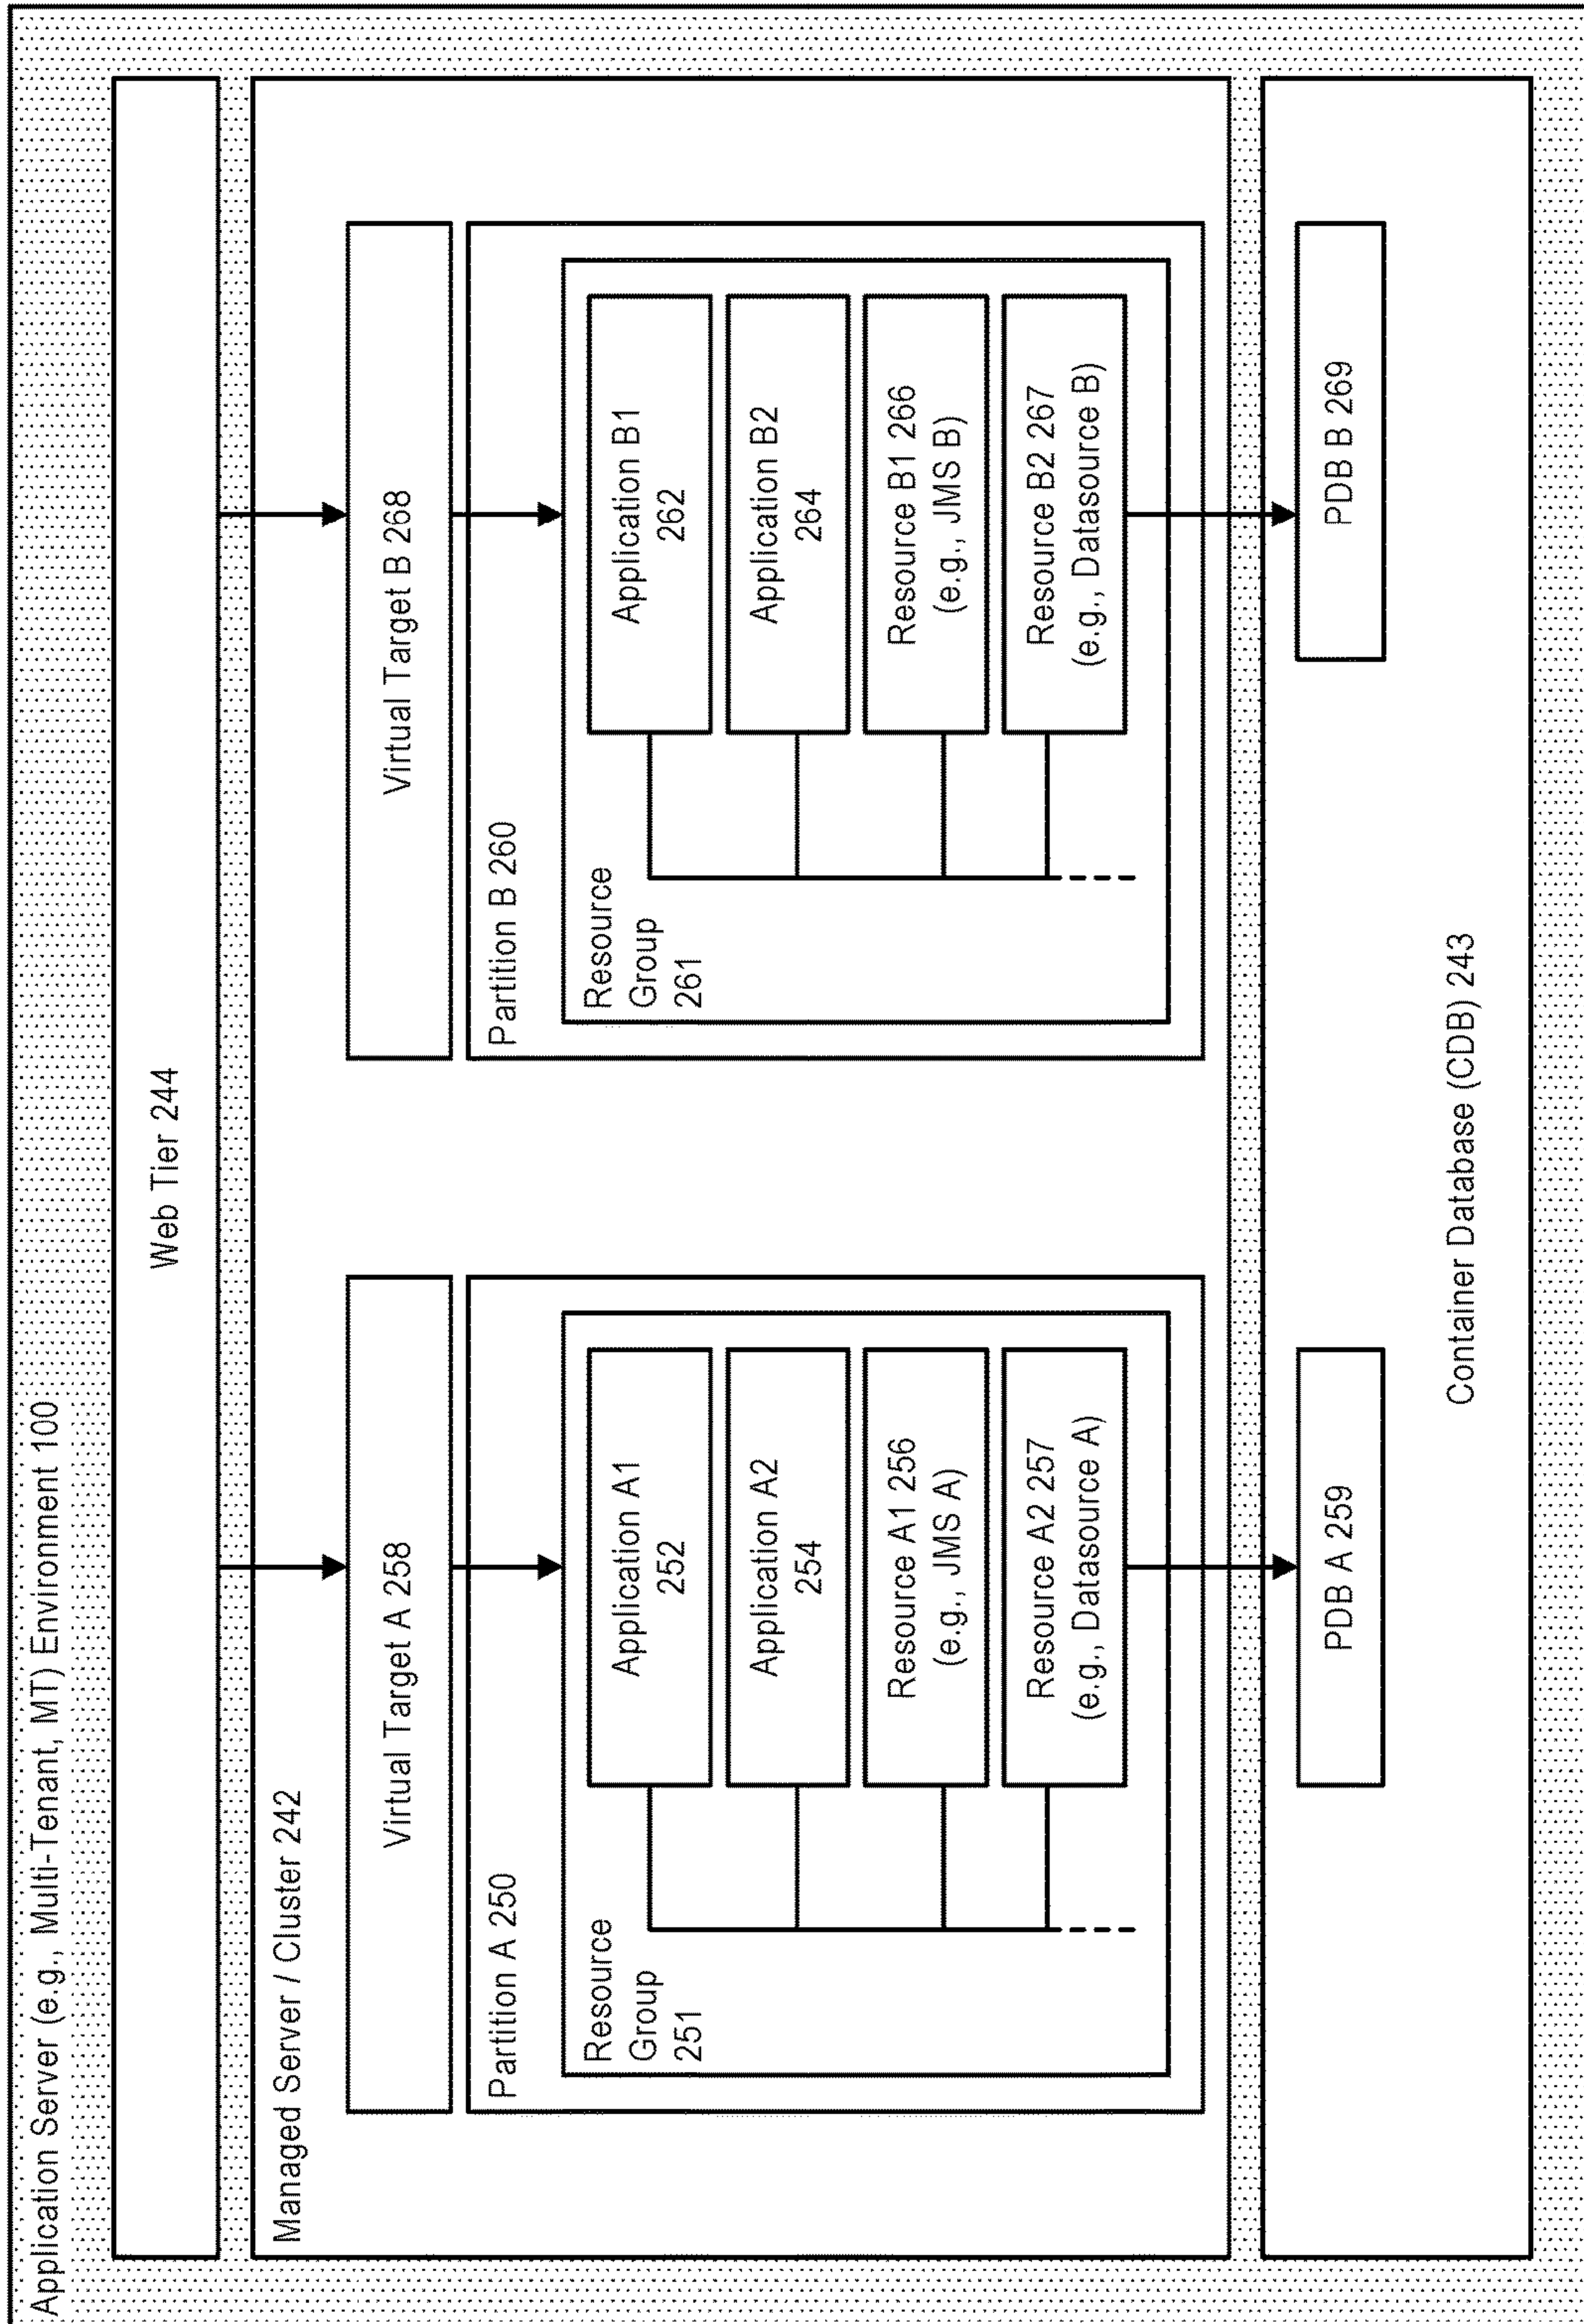 Application Server (e.g., Multi-Tenant, MT) Environment 100
Web Tier 244
Managed Server / Cluster 242
Virtual Target A 258
Partition A 250
Resource
Group
251
Application A1
252
Application A2
254
Resource A1 256
(e.g., JMS A)
Resource A2 257
(e.g., Datasource A)
Virtual Target B 268
Partition B 260
Resource
Group
261
Application B1
262
Application B2
264
Resource B1 266
(e.g., JMS B)
Resource B2 267
(e.g., Datasource B)
PDB A 259
PDB B 269
Container Database (CDB) 243